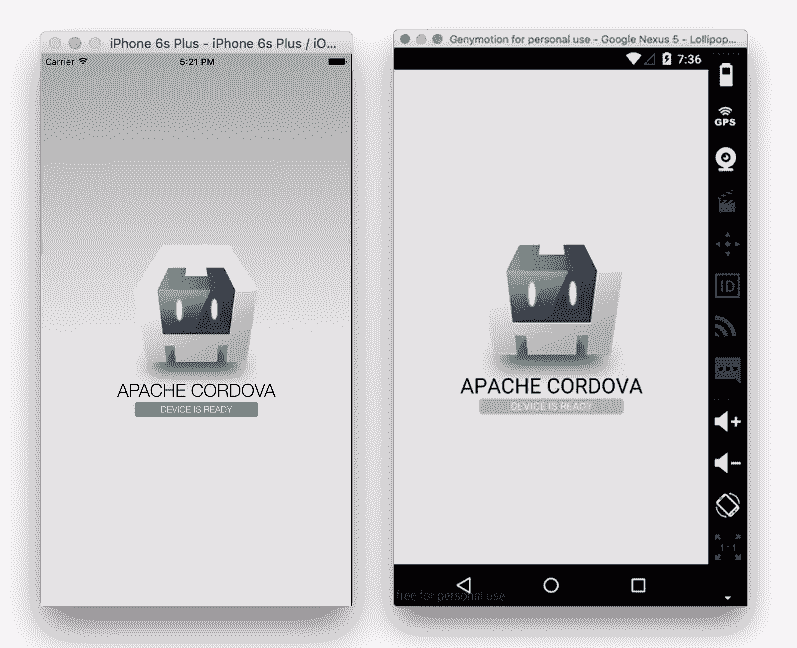 iPhone 6s Plus - iPhone 6s Plus / iO...
Carrier
5:21 PM
APACHE CORDOVA
DEVICE IS READY
Genymotion for personal use - Google Nexus 5 - Lollipop...
7:36
GPS
ID
APACHE CORDOVA
DEVICE IS READY
1:1
free for personal use